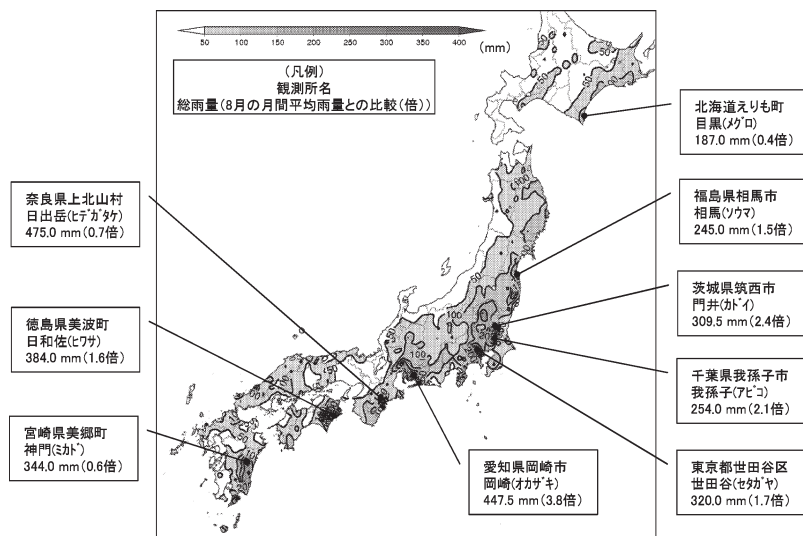 50 100 150 200 250 300 350 400 (mm)
(凡例)
観測所名
総雨量(8月の月間平均雨量との比較(倍))
北海道えりも町
目黒(ﾒｸﾞﾛ)
187.0 mm(0.4倍)
奈良県上北山村
日出岳(ﾋﾃﾞｶﾞﾀｹ)
475.0 mm(0.7倍)
福島県相馬市
相馬(ｿｳﾏ)
245.0 mm(1.5倍)
茨城県筑西市
門井(ｶﾄﾞｲ)
309.5 mm(2.4倍)
徳島県美波町
日和佐(ﾋﾜｻ)
384.0 mm(1.6倍)
千葉県我孫子市
我孫子(ｱﾋﾞｺ)
254.0 mm(2.1倍)
宮崎県美郷町
神門(ﾐｶﾄﾞ)
344.0 mm(0.6倍)
愛知県岡崎市
岡崎(ｵｶｻﾞｷ)
447.5 mm(3.8倍)
東京都世田谷区
世田谷(ｾﾀｶﾞﾔ)
320.0 mm(1.7倍)
50
50
100
100